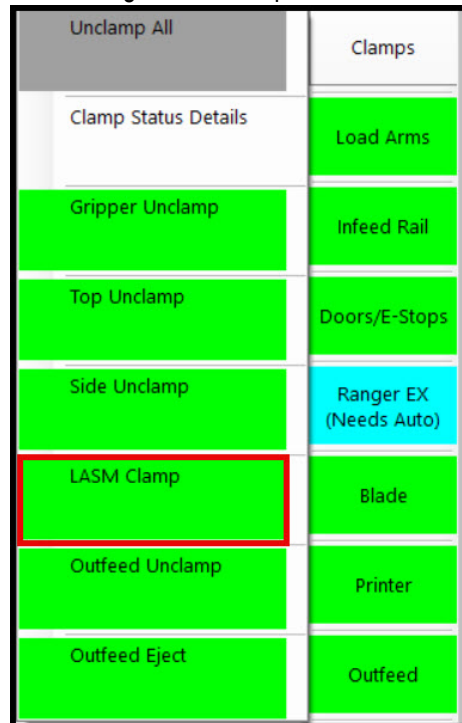 Unclamp All
Clamp Status Details
Gripper Unclamp
Top Unclamp
Side Unclamp
LASM Clamp
Outfeed Unclamp
Outfeed Eject
Clamps
Load Arms
Infeed Rail
Doors/E-Stops
Ranger EX
(Needs Auto)
Blade
Printer
Outfeed